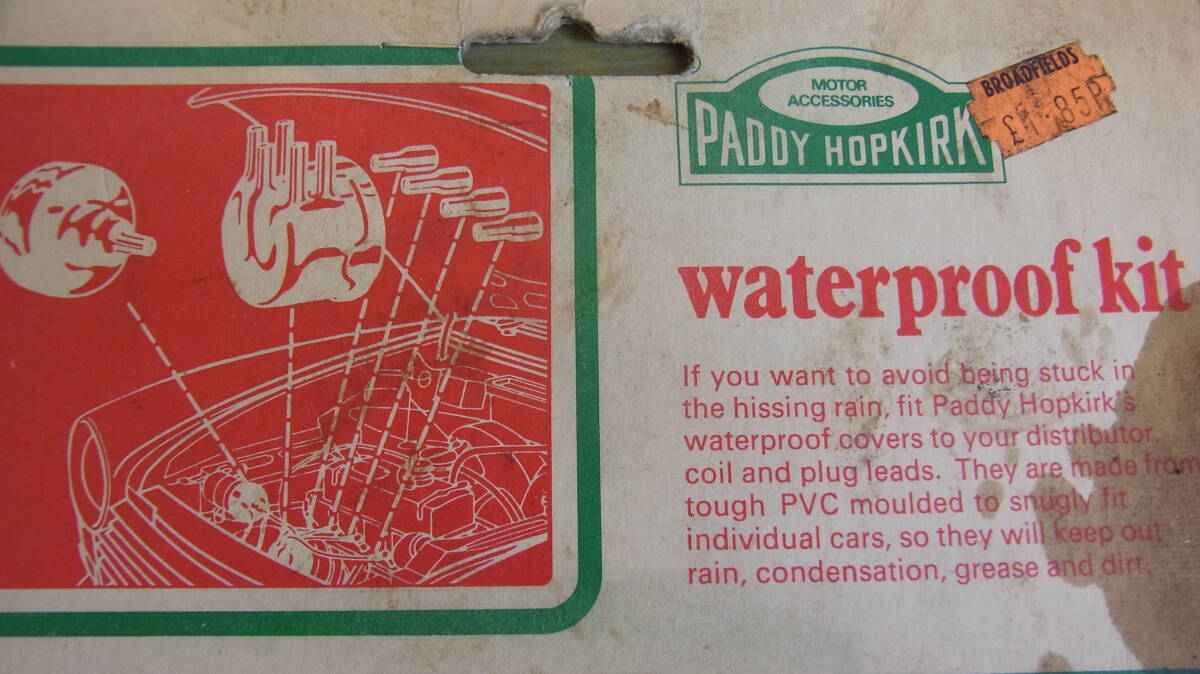 MOTOR
ACCESSORIES
PADDY HOPKIRK
BROADFIELDS
waterproof kit
If you want to avoid being stuck in
the hissing rain, fit Paddy Hopkirk's
waterproof covers to your distributor,
coil and plug leads. They are made from
tough PVC moulded to snugly fit
individual cars, so they will keep out
rain, condensation, grease and dirt.